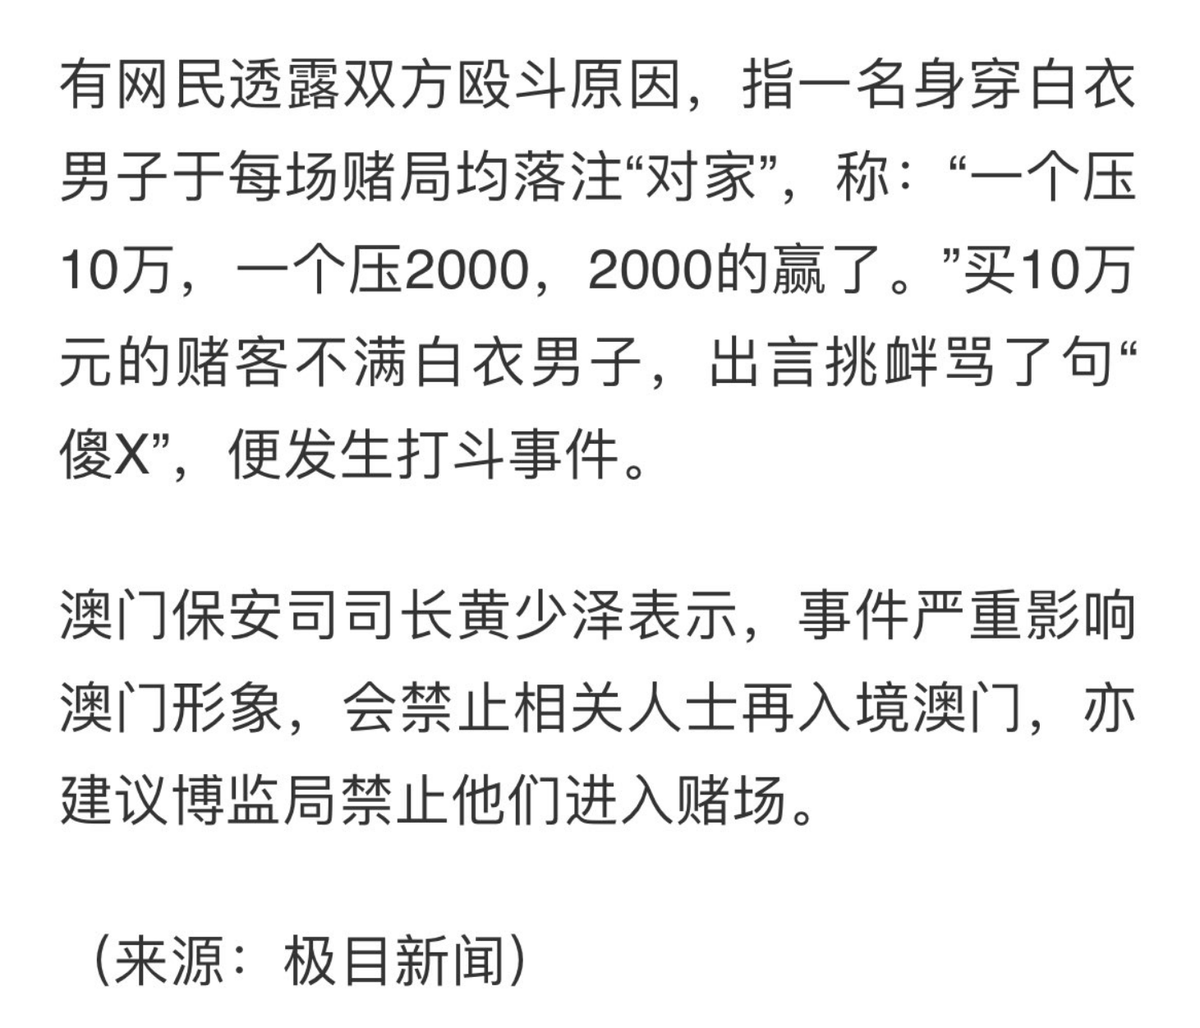 有网民透露双方殴斗原因，指一名身穿白衣
男子于每场赌局均落注“对家”，称：“一个压
10万，一个压2000，2000的赢了。”买10万
元的赌客不满白衣男子，出言挑衅骂了句“
傻X”，便发生打斗事件。
澳门保安司司长黄少泽表示，事件严重影响
澳门形象，会禁止相关人士再入境澳门，亦
建议博监局禁止他们进入赌场。
（来源：极目新闻）